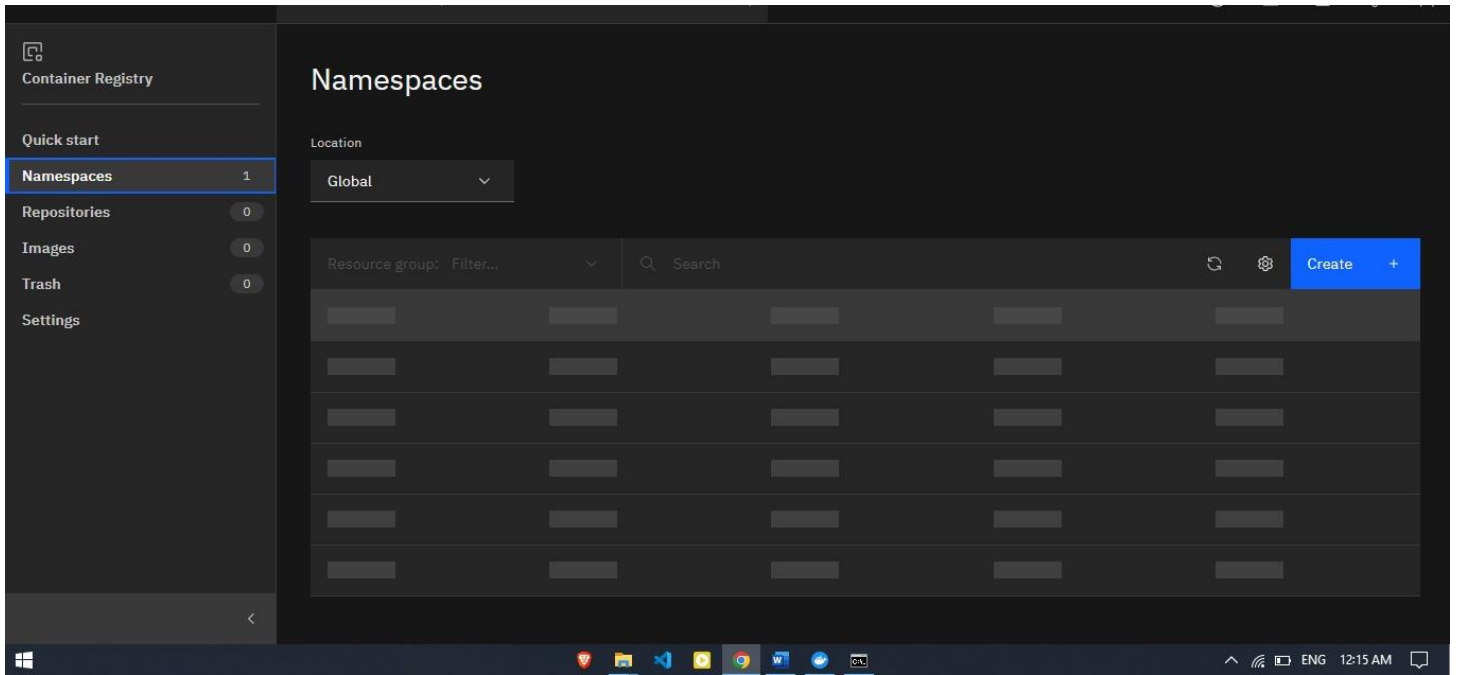 Container Registry
Quick start
Namespaces 1
Repositories 0
Images 0
Trash 0
Settings
Namespaces
Location
Global
Resource group: Filter...
Search
Create +
ENG 12:15 AM